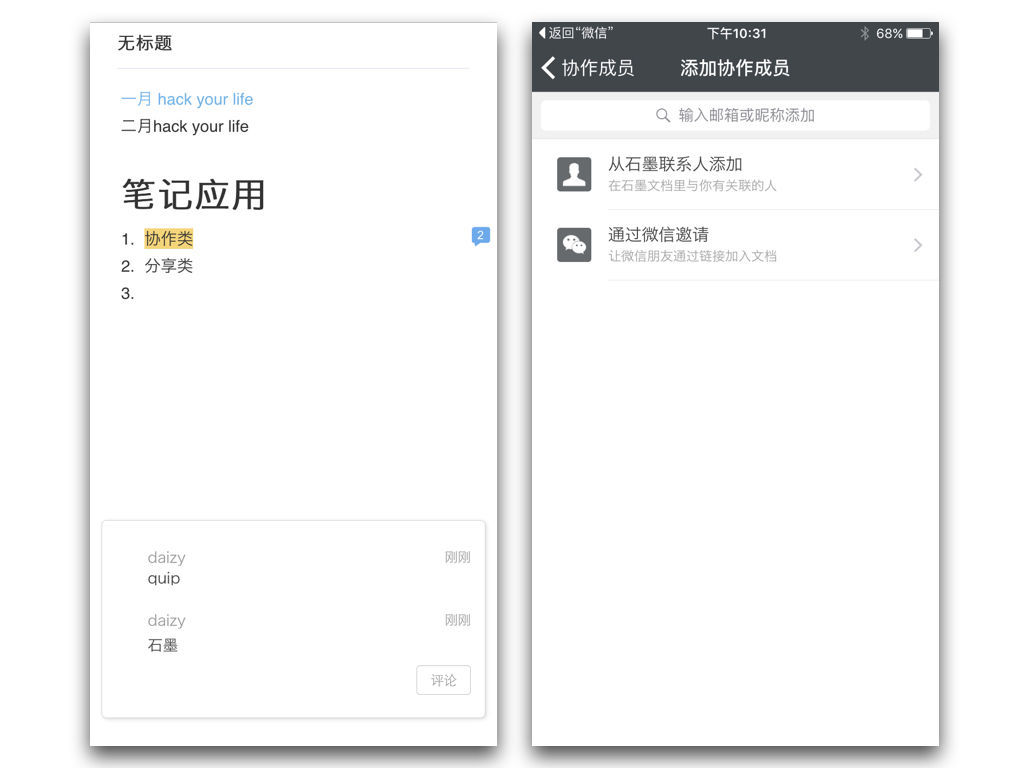 无标题
一月 hack your life
二月hack your life
笔记应用
1. 协作类
2
2. 分享类
3.
daizy 刚刚
quip
daizy 刚刚
石墨
评论
返回“微信” 下午10:31 68%
协作成员 添加协作成员
输入邮箱或昵称添加
从石墨联系人添加
在石墨文档里与你有关联的人
通过微信邀请
让微信朋友通过链接加入文档